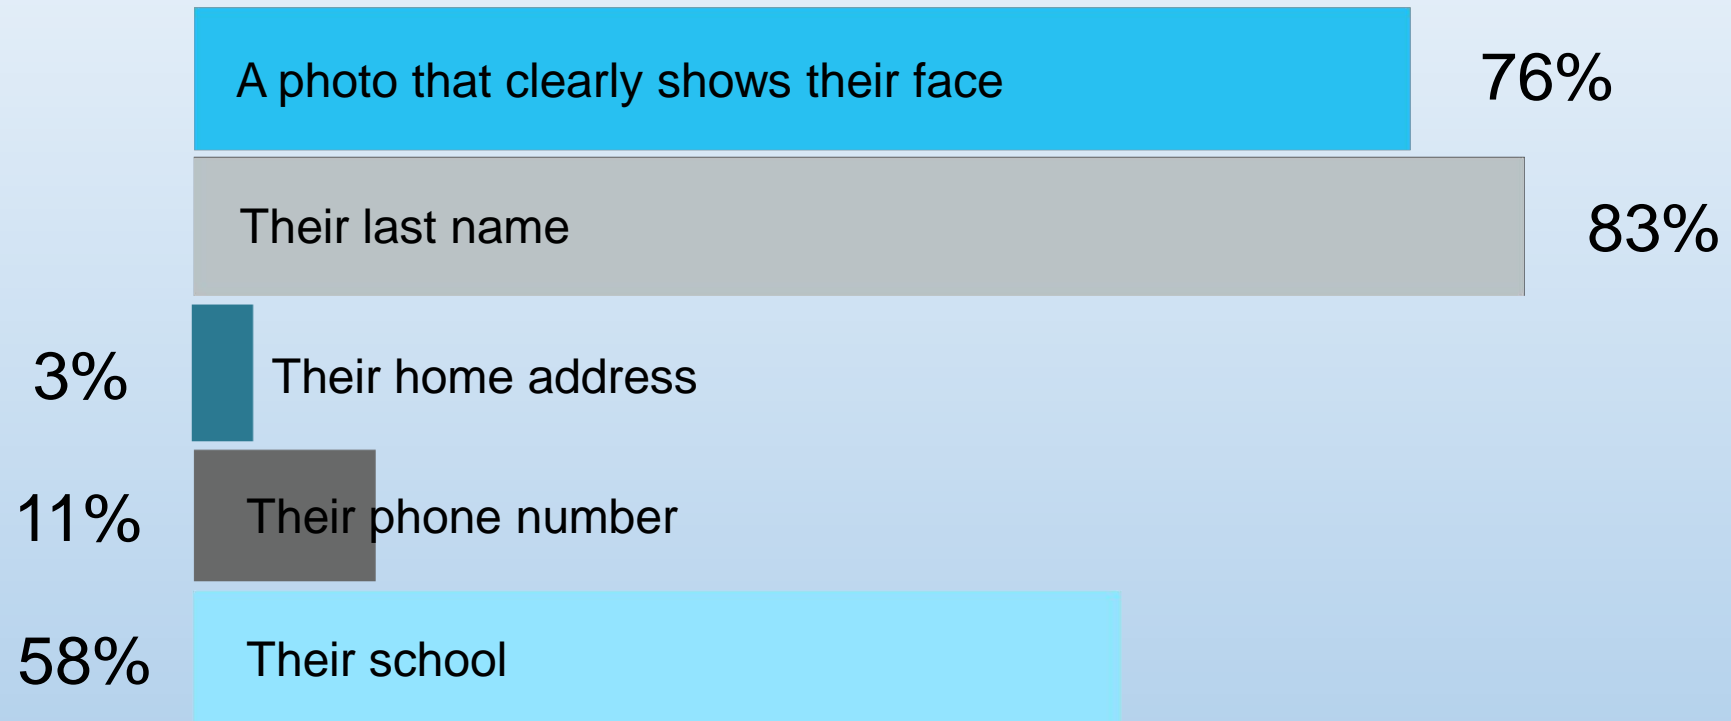 A photo that clearly shows their face 76%
Their last name 83%
3% Their home address
11% Their phone number
58% Their school